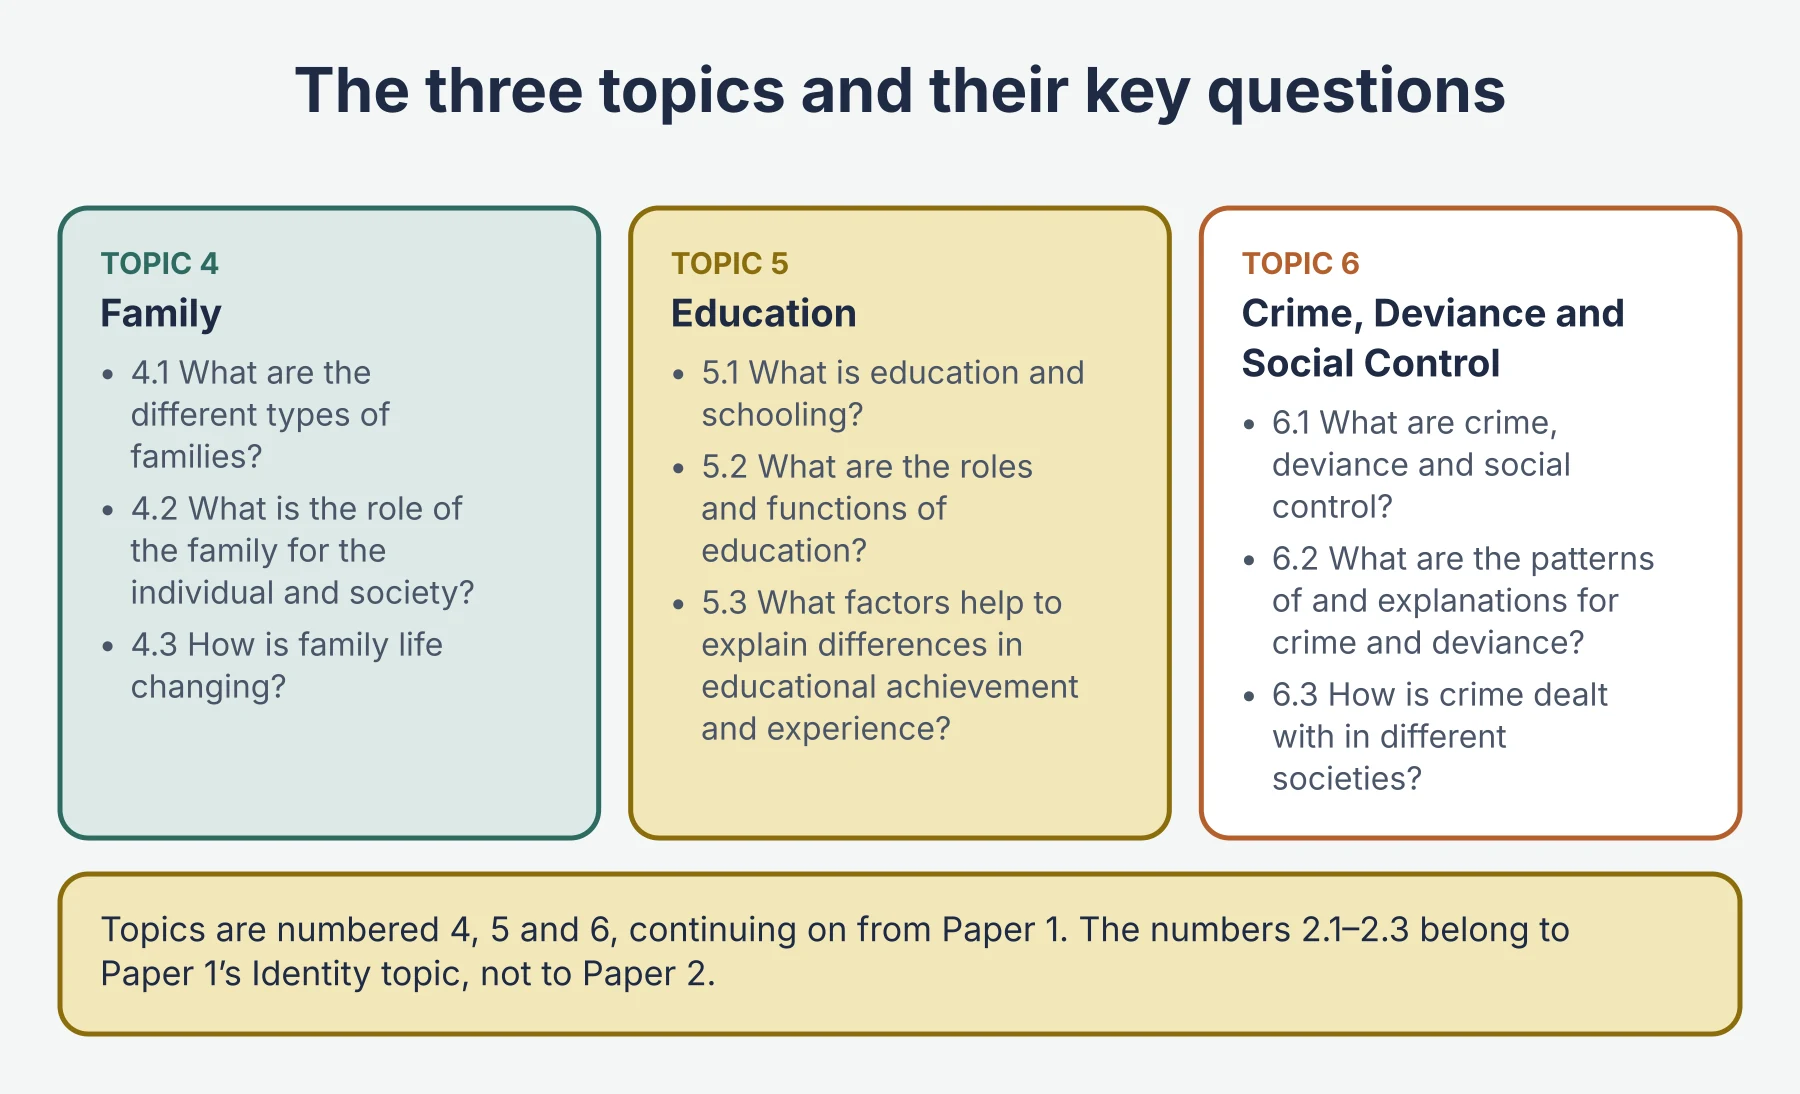 The three topics and their key questions
TOPIC 4
Family
• 4.1 What are the
different types of
families?
• 4.2 What is the role of
the family for the
individual and society?
• 4.3 How is family life
changing?
TOPIC 5
Education
• 5.1 What is education and
schooling?
• 5.2 What are the roles
and functions of
education?
• 5.3 What factors help to
explain differences in
educational achievement
and experience?
TOPIC 6
Crime, Deviance and
Social Control
• 6.1 What are crime,
deviance and social
control?
• 6.2 What are the patterns
of and explanations for
crime and deviance?
• 6.3 How is crime dealt
with in different
societies?
Topics are numbered 4, 5 and 6, continuing on from Paper 1. The numbers 2.1–2.3 belong to
Paper 1’s Identity topic, not to Paper 2.